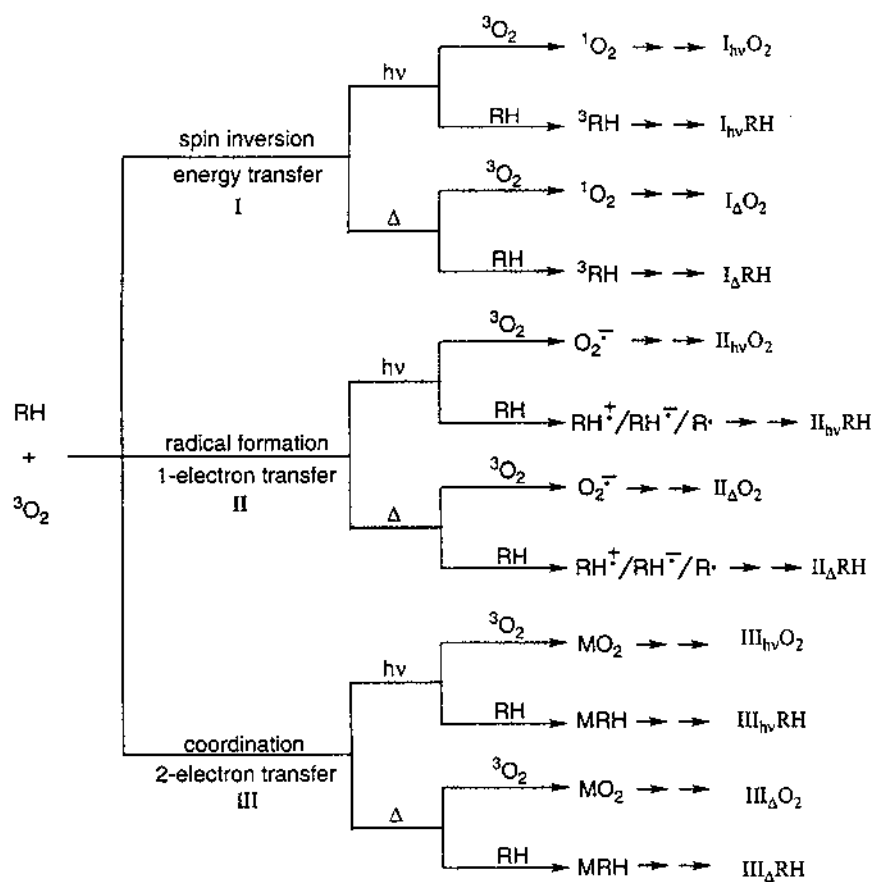 ³O₂
¹O₂
I_hνO₂
hν
RH
³RH
I_hνRH
spin inversion
energy transfer
I
³O₂
¹O₂
I_ΔO₂
Δ
RH
³RH
I_ΔRH
³O₂
O₂⨪
II_hνO₂
hν
RH
RH
RH⨥/RH⨪/R·
II_hνRH
+
radical formation
1-electron transfer
II
³O₂
³O₂
O₂⨪
II_ΔO₂
Δ
RH
RH⨥/RH⨪/R·
II_ΔRH
³O₂
MO₂
III_hνO₂
hν
RH
MRH
III_hνRH
coordination
2-electron transfer
III
³O₂
MO₂
III_ΔO₂
Δ
RH
MRH
III_ΔRH